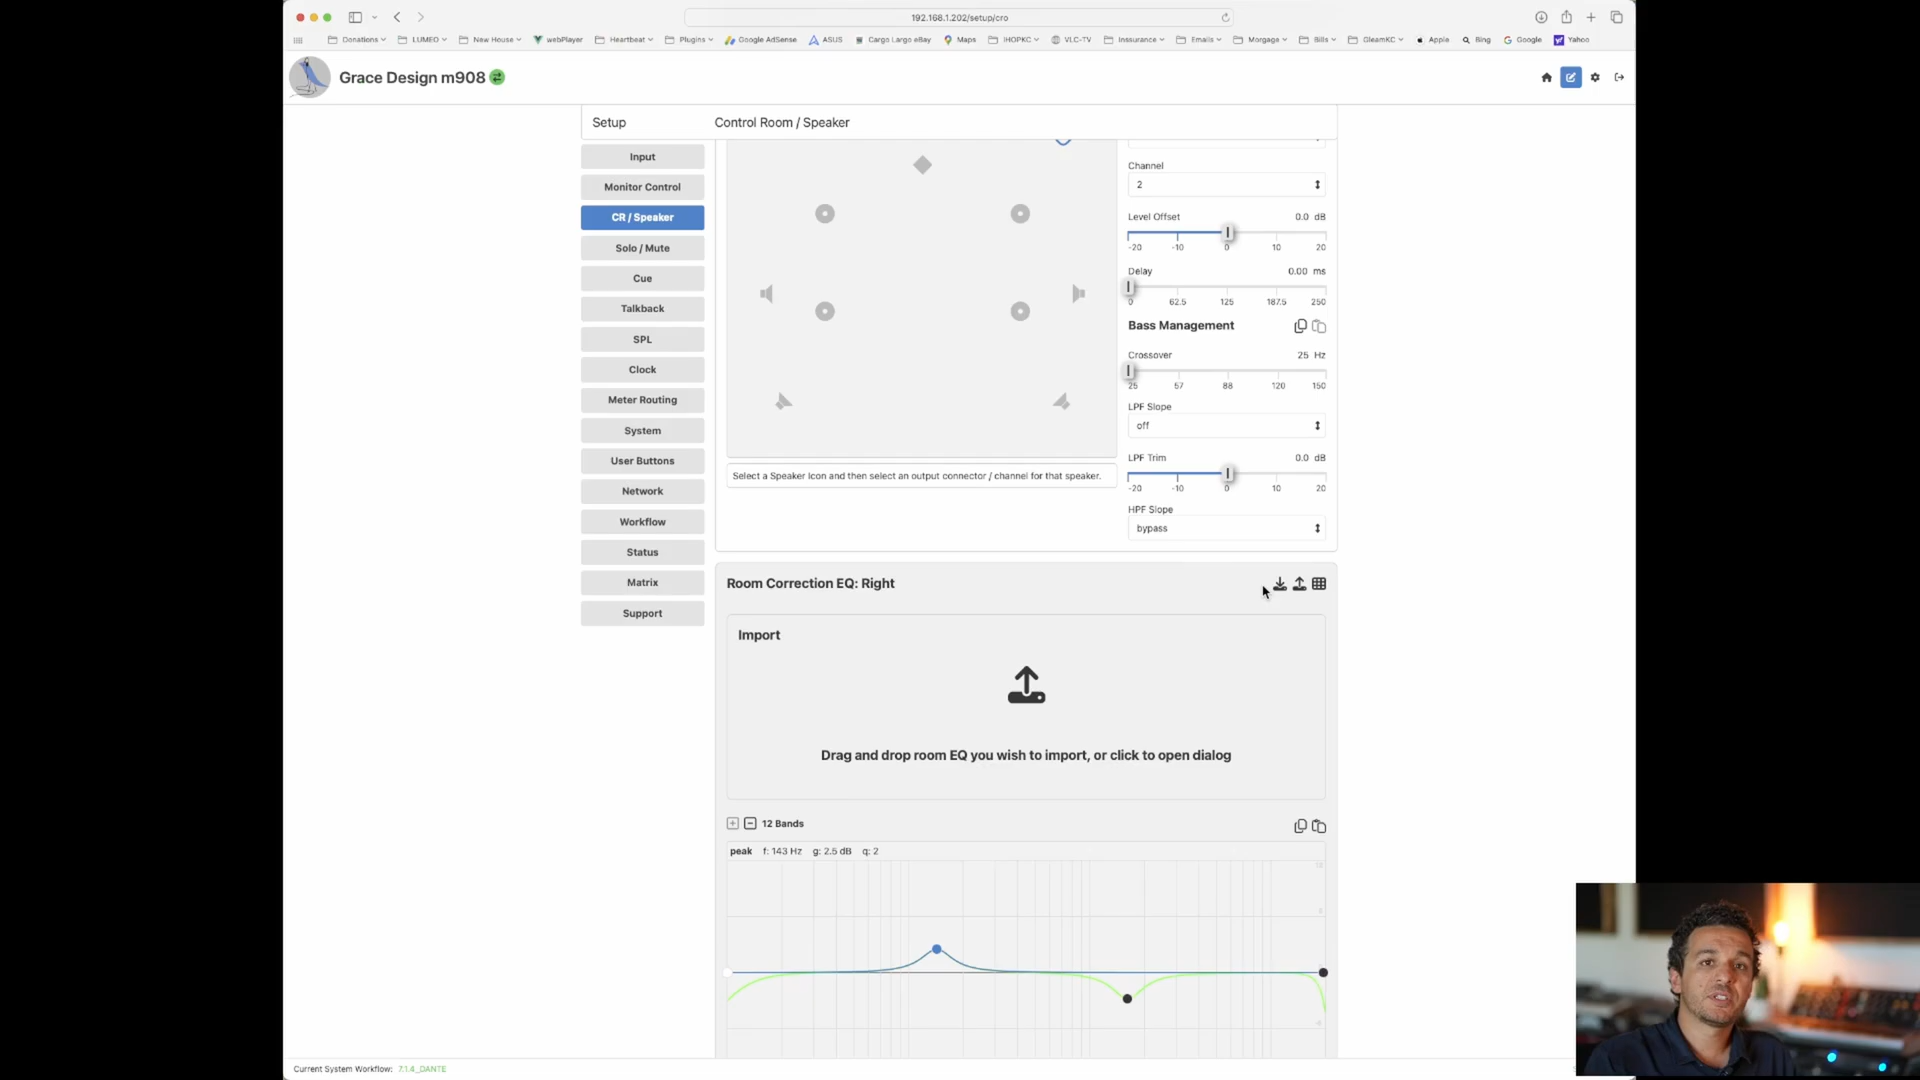 192.168.1.202/setup/cro
Donations LUMEO New House webPlayer Heartbeat Plugins Google AdSense ASUS Cargo Largo eBay Maps IHOPKC VLC-TV Inssurance Emails Morgage Bills GleamKC Apple Bing Google Yahoo
Grace Design m908
Setup
Control Room / Speaker
Input
Monitor Control
CR / Speaker
Solo / Mute
Cue
Talkback
SPL
Clock
Meter Routing
System
User Buttons
Network
Workflow
Status
Matrix
Support
Select a Speaker Icon and then select an output connector / channel for that speaker.
Channel
2
Level Offset 0.0 dB
-20 -10 0 10 20
Delay 0.00 ms
0 62.5 125 187.5 250
Bass Management
Crossover 25 Hz
25 57 88 120 150
LPF Slope
off
LPF Trim 0.0 dB
-20 -10 0 10 20
HPF Slope
bypass
Room Correction EQ: Right
Import
Drag and drop room EQ you wish to import, or click to open dialog
12 Bands
peak f: 143 Hz g: 2.5 dB q: 2
Current System Workflow: 7.1.4_DANTE